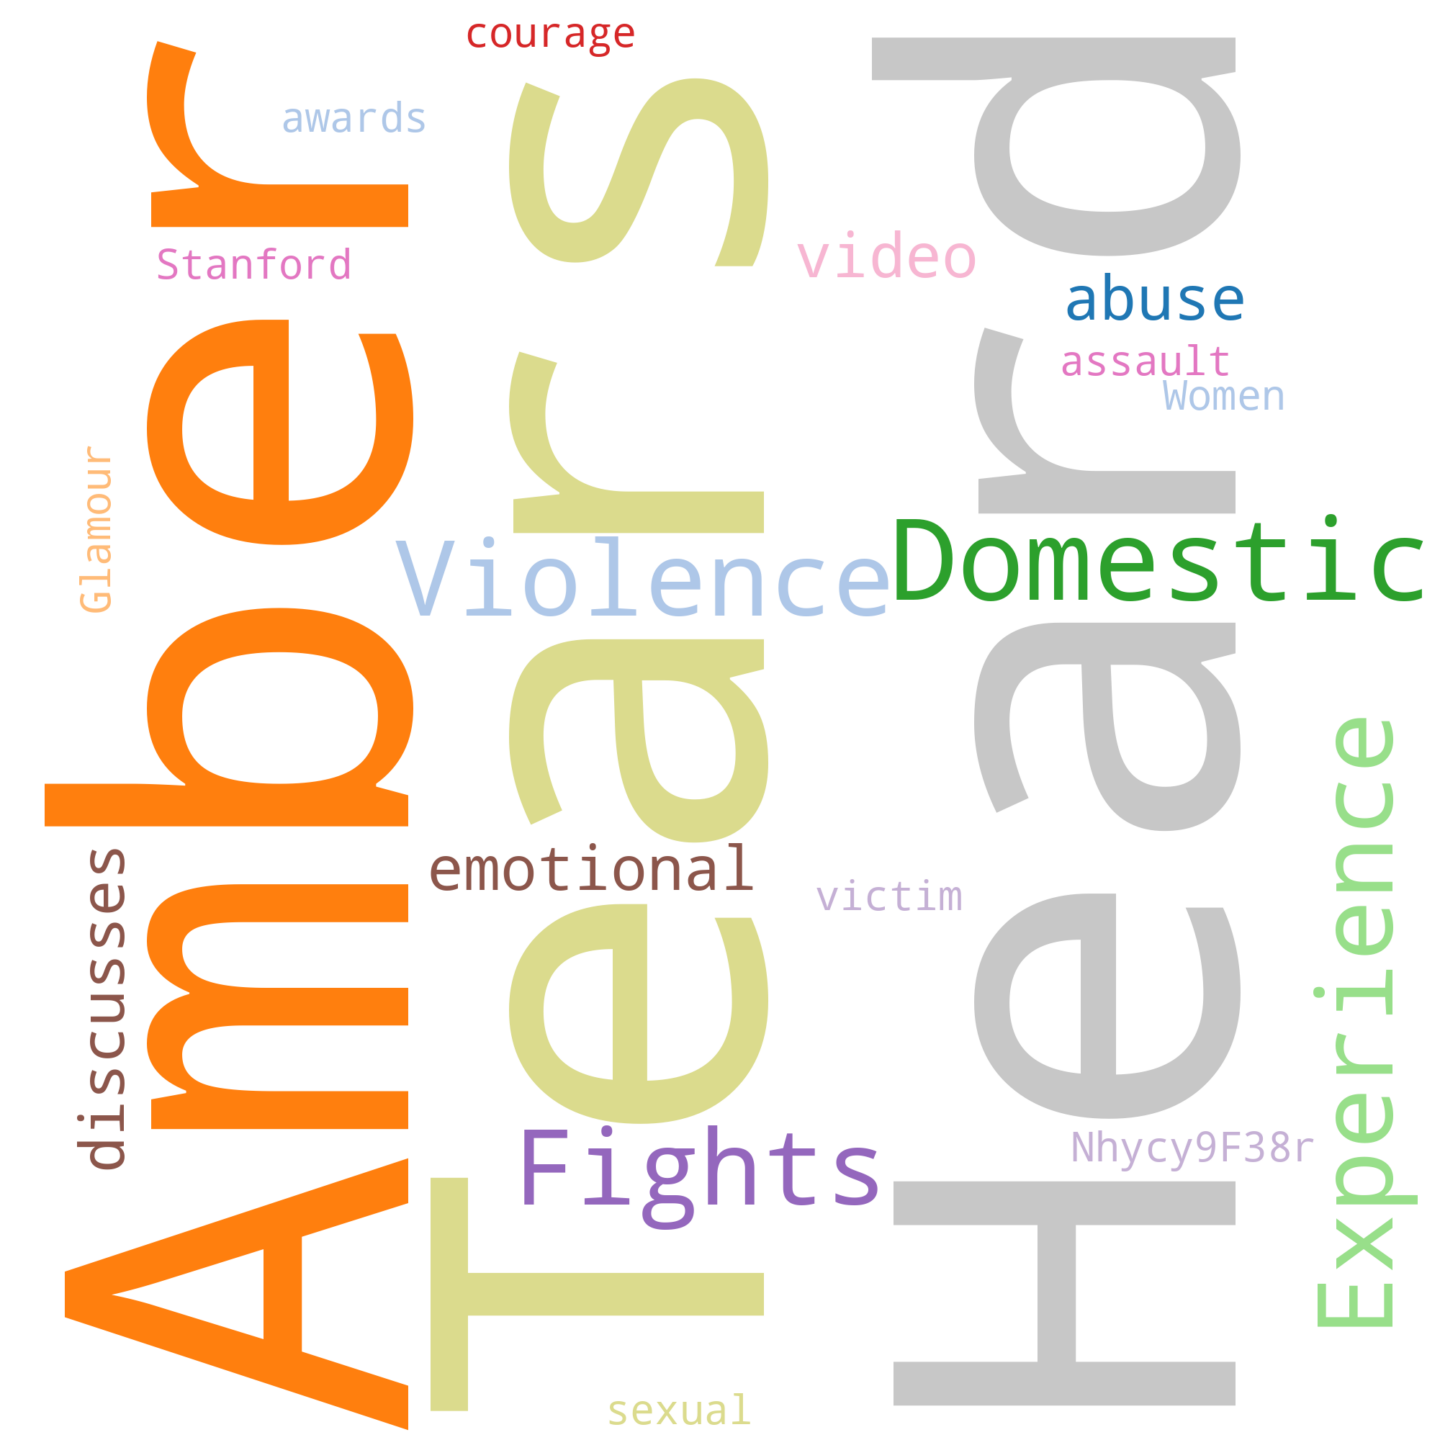 courage
awards
Stanford
Amber
Tears
Heard
video
abuse
assault
Women
Glamour
Violence
Domestic
discusses
emotional
victim
Experience
Fights
Nhycy9F38r
sexual